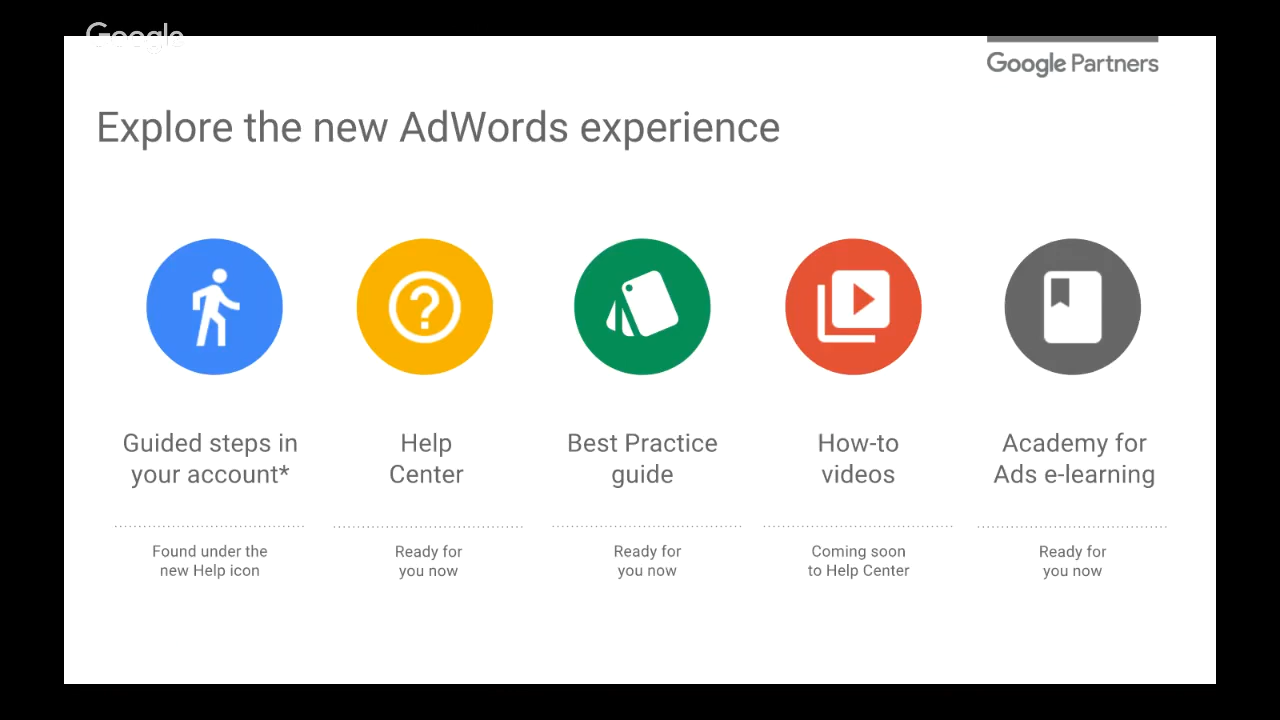 Google
Google Partners
Explore the new AdWords experience
Guided steps in
your account*
Help
Center
Best Practice
guide
How-to
videos
Academy for
Ads e-learning
Found under the
new Help icon
Ready for
you now
Ready for
you now
Coming soon
to Help Center
Ready for
you now